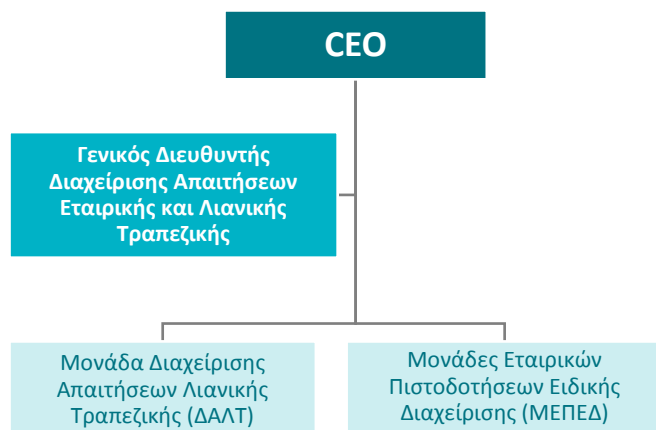 CEO
Γενικός Διευθυντής
Διαχείρισης Απαιτήσεων
Εταιρικής και Λιανικής
Τραπεζικής
Μονάδα Διαχείρισης
Απαιτήσεων Λιανικής
Τραπεζικής (ΔΑΛΤ)
Μονάδες Εταιρικών
Πιστοδοτήσεων Ειδικής
Διαχείρισης (ΜΕΠΕΔ)